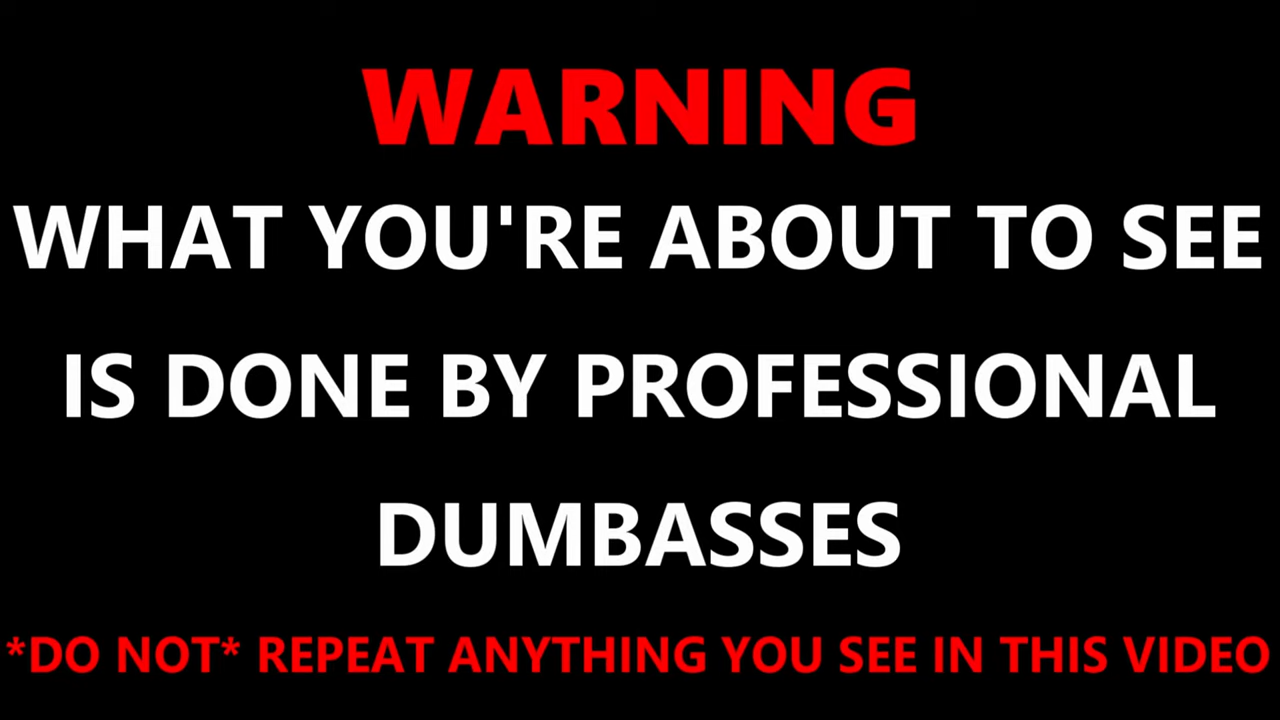 WARNING
WHAT YOU'RE ABOUT TO SEE
IS DONE BY PROFESSIONAL
DUMBASSES
*DO NOT* REPEAT ANYTHING YOU SEE IN THIS VIDEO